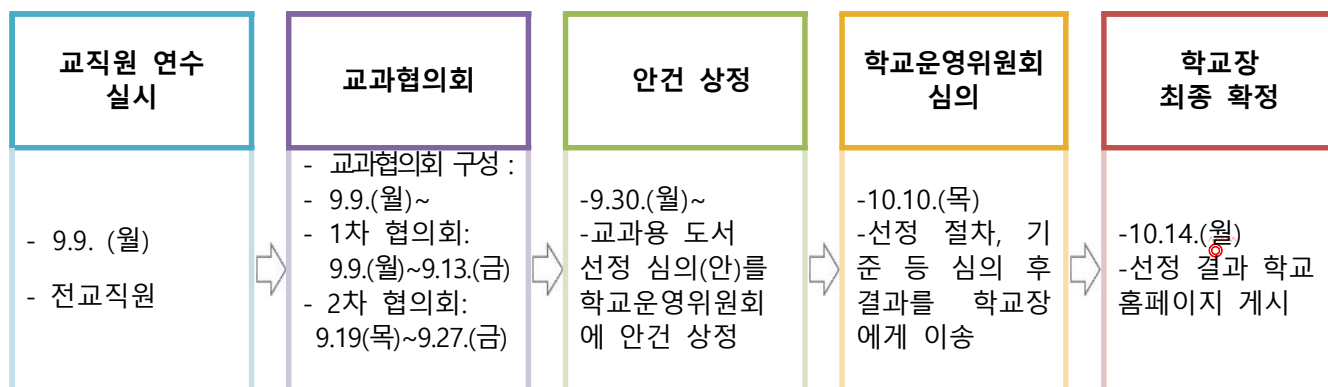 교직원 연수
실시
- 9.9. (월)
- 전교직원
교과협의회
- 교과협의회 구성 :
- 9.9.(월)~
- 1차 협의회:
9.9.(월)~9.13.(금)
- 2차 협의회:
9.19(목)~9.27.(금)
안건 상정
-9.30.(월)~
-교과용 도서
선정 심의(안)를
학교운영위원회
에 안건 상정
학교운영위원회
심의
-10.10.(목)
-선정 절차, 기
준 등 심의 후
결과를 학교장
에게 이송
학교장
최종 확정
-10.14.(월)
-선정 결과 학교
홈페이지 게시